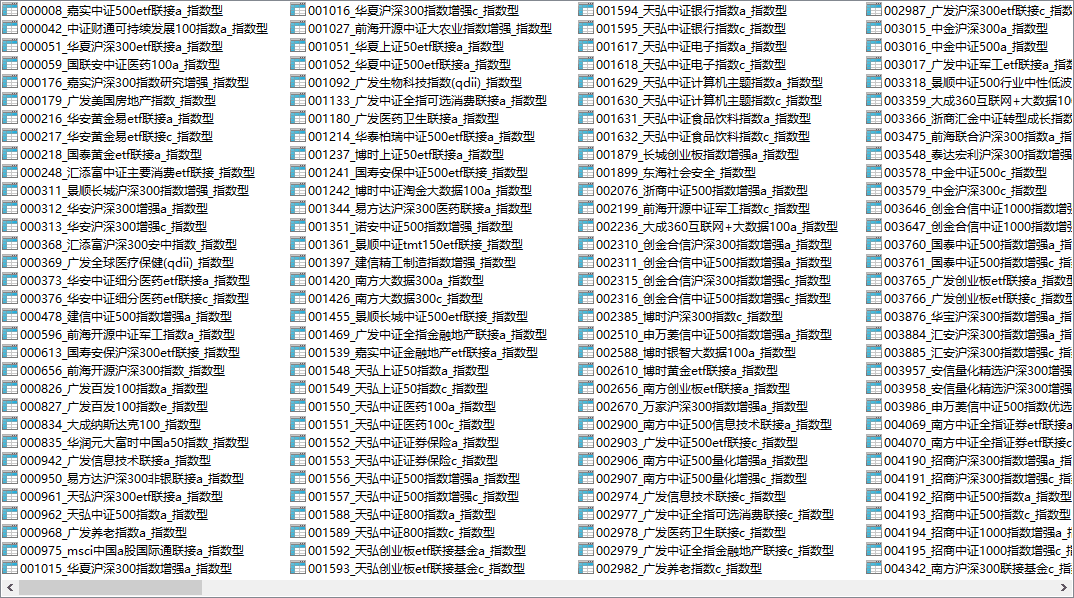 000008_嘉实中证500etf联接a_指数型
000042_中证财通可持续发展100指数a_指数型
000051_华夏沪深300etf联接a_指数型
000059_国联安中证医药100a_指数型
000176_嘉实沪深300指数研究增强_指数型
000179_广发美国房地产指数_指数型
000216_华安黄金易etf联接a_指数型
000217_华安黄金易etf联接c_指数型
000218_国泰黄金etf联接a_指数型
000248_汇添富中证主要消费etf联接_指数型
000311_景顺长城沪深300指数增强_指数型
000312_华安沪深300增强a_指数型
000313_华安沪深300增强c_指数型
000368_汇添富沪深300安中指数_指数型
000369_广发全球医疗保健(qdii)_指数型
000373_华安中证细分医药etf联接a_指数型
000376_华安中证细分医药etf联接c_指数型
000478_建信中证500指数增强a_指数型
000596_前海开源中证军工指数a_指数型
000613_国寿安保沪深300etf联接_指数型
000656_前海开源沪深300指数_指数型
000826_广发百发100指数a_指数型
000827_广发百发100指数e_指数型
000834_大成纳斯达克100_指数型
000835_华润元大富时中国a50指数_指数型
000942_广发信息技术联接a_指数型
000950_易方达沪深300非银联接a_指数型
000961_天弘沪深300etf联接a_指数型
000962_天弘中证500指数a_指数型
000968_广发养老指数a_指数型
000975_msci中国a股国际通联接a_指数型
001015_华夏沪深300指数增强a_指数型
001016_华夏沪深300指数增强c_指数型
001027_前海开源中证大农业指数增强_指数型
001051_华夏上证50etf联接a_指数型
001052_华夏中证500etf联接a_指数型
001092_广发生物科技指数(qdii)_指数型
001133_广发中证全指可选消费联接a_指数型
001180_广发医药卫生联接a_指数型
001214_华泰柏瑞中证500etf联接a_指数型
001237_博时上证50etf联接a_指数型
001241_国寿安保中证500etf联接_指数型
001242_博时中证淘金大数据100a_指数型
001344_易方达沪深300医药联接a_指数型
001351_诺安中证500指数增强_指数型
001361_景顺中证tmt150etf联接_指数型
001397_建信精工制造指数增强_指数型
001420_南方大数据300a_指数型
001426_南方大数据300c_指数型
001455_景顺长城中证500etf联接_指数型
001469_广发中证全指金融地产联接a_指数型
001539_嘉实中证金融地产etf联接a_指数型
001548_天弘上证50指数a_指数型
001549_天弘上证50指数c_指数型
001550_天弘中证医药100a_指数型
001551_天弘中证医药100c_指数型
001552_天弘中证证券保险a_指数型
001553_天弘中证证券保险c_指数型
001556_天弘中证500指数增强a_指数型
001557_天弘中证500指数增强c_指数型
001588_天弘中证800指数a_指数型
001589_天弘中证800指数c_指数型
001592_天弘创业板etf联接基金a_指数型
001593_天弘创业板etf联接基金c_指数型
001594_天弘中证银行指数a_指数型
001595_天弘中证银行指数c_指数型
001617_天弘中证电子指数a_指数型
001618_天弘中证电子指数c_指数型
001629_天弘中证计算机主题指数a_指数型
001630_天弘中证计算机主题指数c_指数型
001631_天弘中证食品饮料指数a_指数型
001632_天弘中证食品饮料指数c_指数型
001879_长城创业板指数增强a_指数型
001899_东海社会安全_指数型
002076_浙商中证500指数增强a_指数型
002199_前海开源中证军工指数c_指数型
002236_大成360互联网+大数据100a_指数型
002310_创金合信沪深300指数增强a_指数型
002311_创金合信中证500指数增强a_指数型
002315_创金合信沪深300指数增强c_指数型
002316_创金合信中证500指数增强c_指数型
002385_博时沪深300指数c_指数型
002510_申万菱信中证500指数增强a_指数型
002588_博时银智大数据100a_指数型
002610_博时黄金etf联接a_指数型
002656_南方创业板etf联接a_指数型
002670_万家沪深300指数增强a_指数型
002900_南方中证500信息技术联接a_指数型
002903_广发中证500etf联接c_指数型
002906_南方中证500量化增强a_指数型
002907_南方中证500量化增强c_指数型
002974_广发信息技术联接c_指数型
002977_广发中证全指可选消费联接c_指数型
002978_广发医药卫生联接c_指数型
002979_广发中证全指金融地产联接c_指数型
002982_广发养老指数c_指数型
002987_广发沪深300etf联接c_指数
003015_中金沪深300a_指数型
003016_中金中证500a_指数型
003017_广发中证军工etf联接a_指数
003318_景顺中证500行业中性低波
003359_大成360互联网+大数据10
003366_浙商汇金中证转型成长指数
003475_前海联合沪深300指数a_指
003548_泰达宏利沪深300指数增强
003578_中金中证500c_指数型
003579_中金沪深300c_指数型
003646_创金合信中证1000指数增
003647_创金合信中证1000指数增
003760_国泰中证500指数增强a_指
003761_国泰中证500指数增强c_指
003765_广发创业板etf联接a_指数
003766_广发创业板etf联接c_指数
003876_华宝沪深300指数增强a_指
003884_汇安沪深300指数增强a_指
003885_汇安沪深300指数增强c_指
003957_安信量化精选沪深300增强
003958_安信量化精选沪深300增强
003986_申万菱信中证500指数优选
004069_南方中证全指证券etf联接a
004070_南方中证全指证券etf联接c
004190_招商沪深300指数增强a_指
004191_招商沪深300指数增强c_指
004192_招商中证500指数a_指数型
004193_招商中证500指数c_指数型
004194_招商中证1000指数增强a_
004195_招商中证1000指数增强c_
004342_南方沪深300联接基金c_指